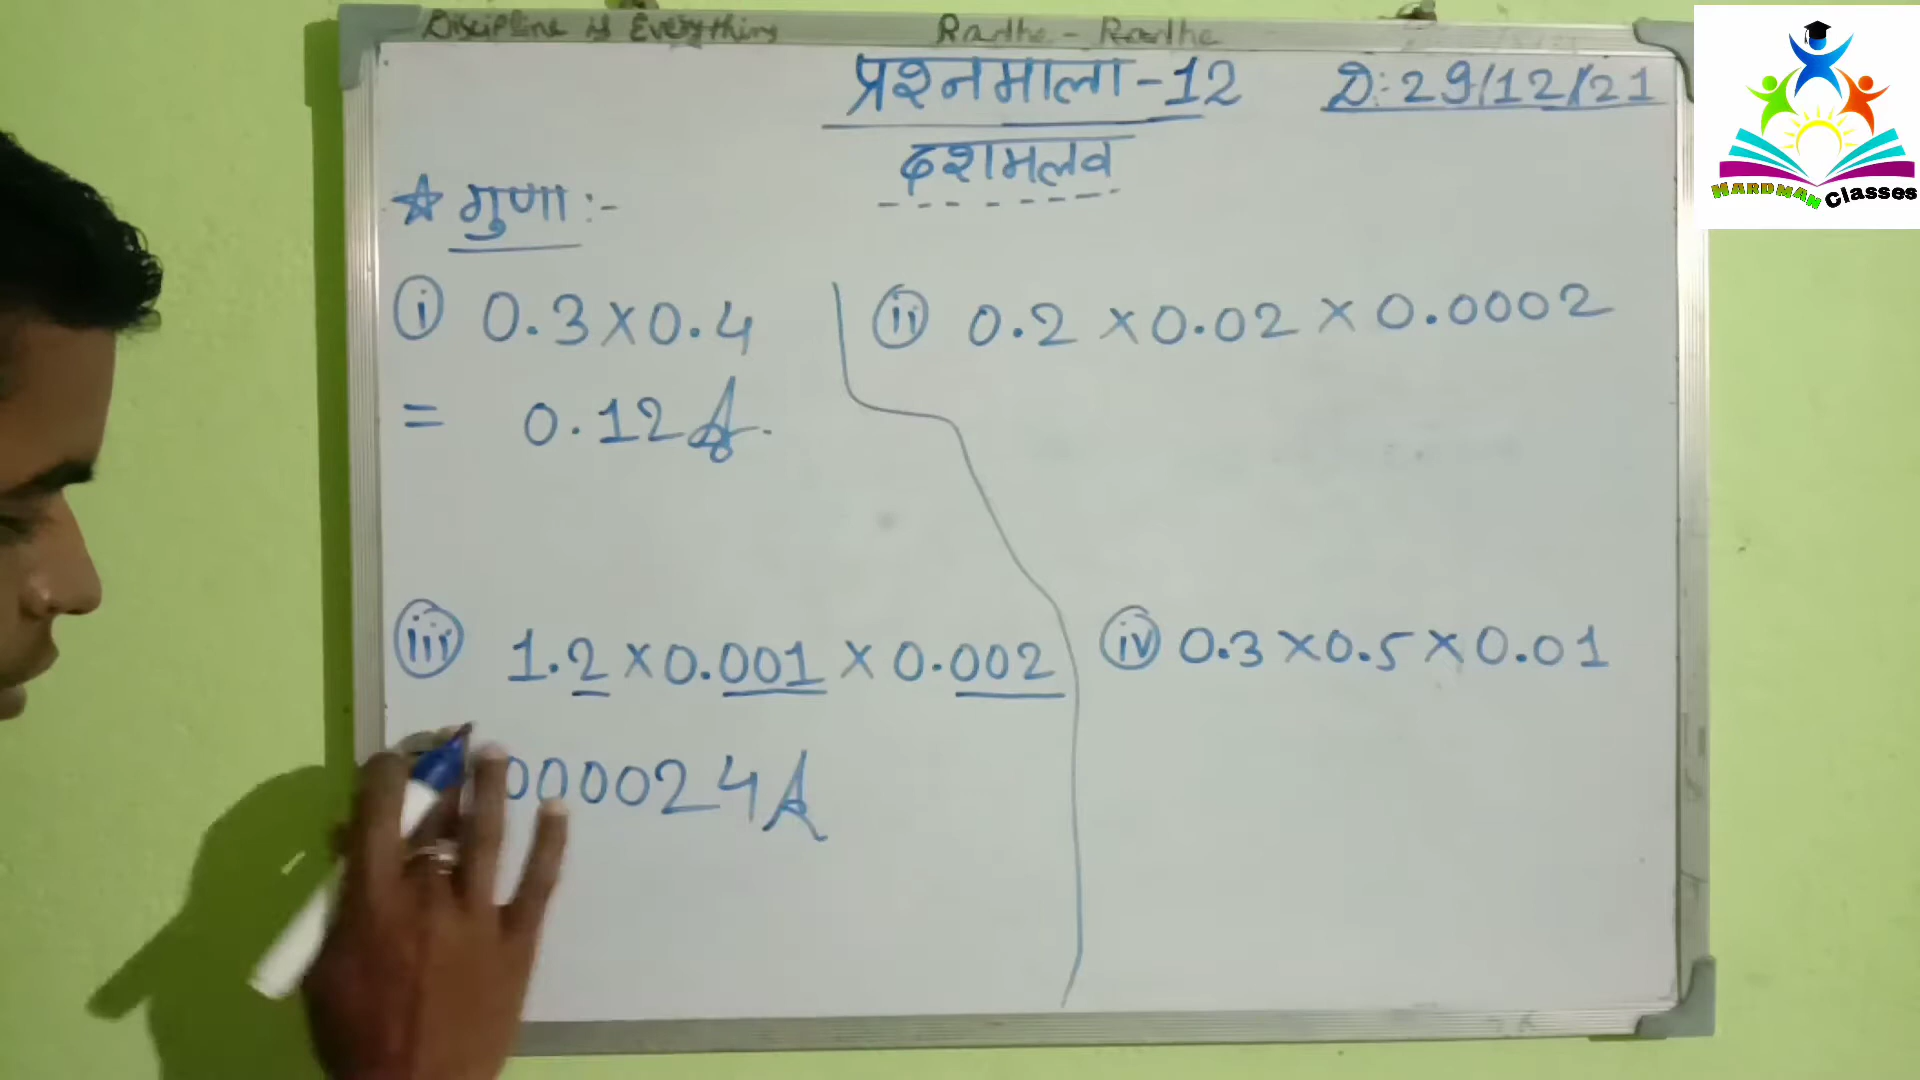 Discipline is Everything Radhe - Radhe
प्रश्नमाला-12 D: 29/12/21
दशमलव
HARDMAN Classes
☆ गुणा :-
(i) 0.3×0.4
= 0.12
(ii) 0.2 ×0.02 × 0.0002
(iii) 1.2 ×0.001 × 0.002
000024
(iv) 0.3 ×0.5 ×0.01